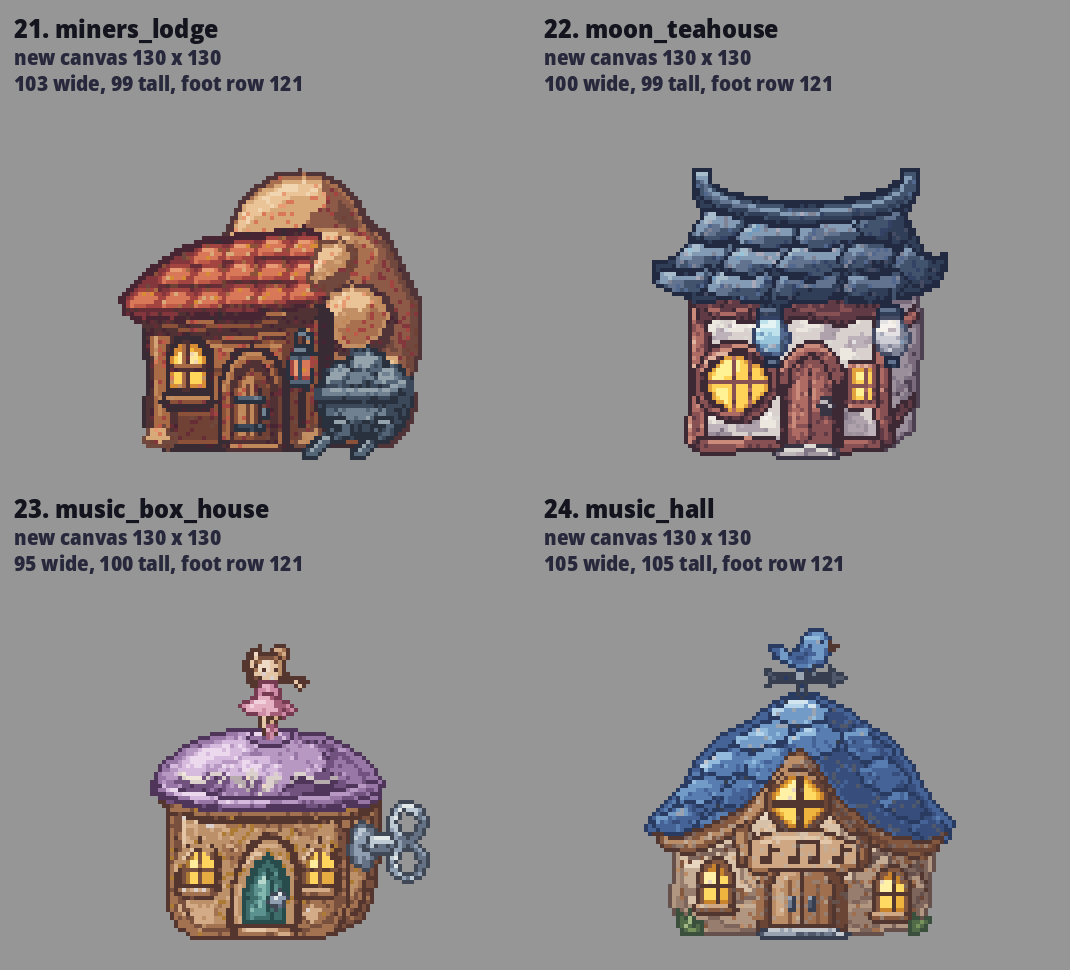 21. miners_lodge
new canvas 130 x 130
103 wide, 99 tall, foot row 121
22. moon_teahouse
new canvas 130 x 130
100 wide, 99 tall, foot row 121
23. music_box_house
new canvas 130 x 130
95 wide, 100 tall, foot row 121
24. music_hall
new canvas 130 x 130
105 wide, 105 tall, foot row 121